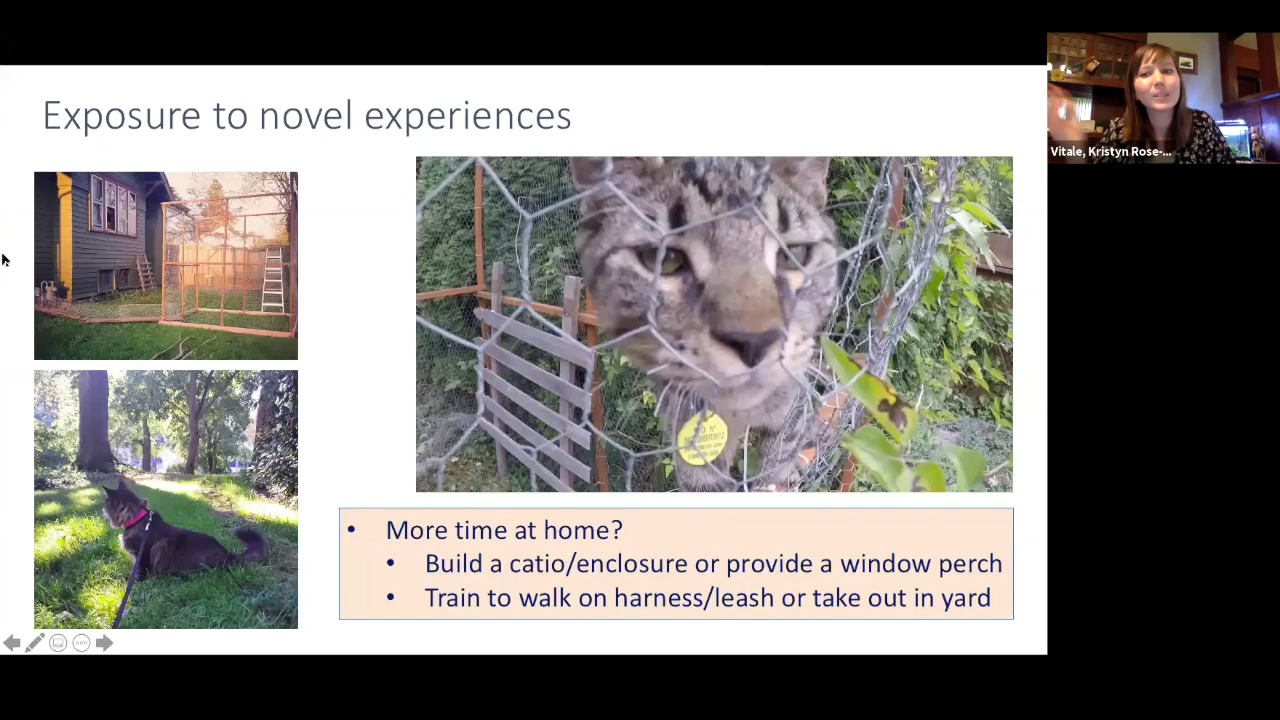 Exposure to novel experiences
Vitale, Kristyn Rose-...
• More time at home?
• Build a catio/enclosure or provide a window perch
• Train to walk on harness/leash or take out in yard